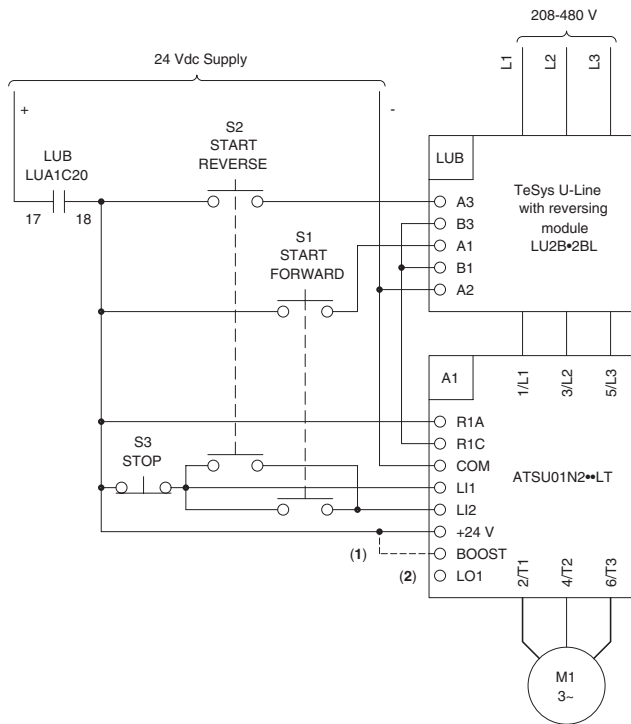 208-480 V
L1
L2
L3
24 Vdc Supply
+
-
S2
START
REVERSE
LUB
LUA1C20
17
18
S1
START
FORWARD
LUB
A3
B3
A1
B1
A2
TeSys U-Line
with reversing
module
LU2B•2BL
1/L1
3/L2
5/L3
A1
R1A
R1C
COM
LI1
LI2
+24 V
BOOST
LO1
ATSU01N2••LT
S3
STOP
(1)
(2)
2/T1
4/T2
6/T3
M1
3~